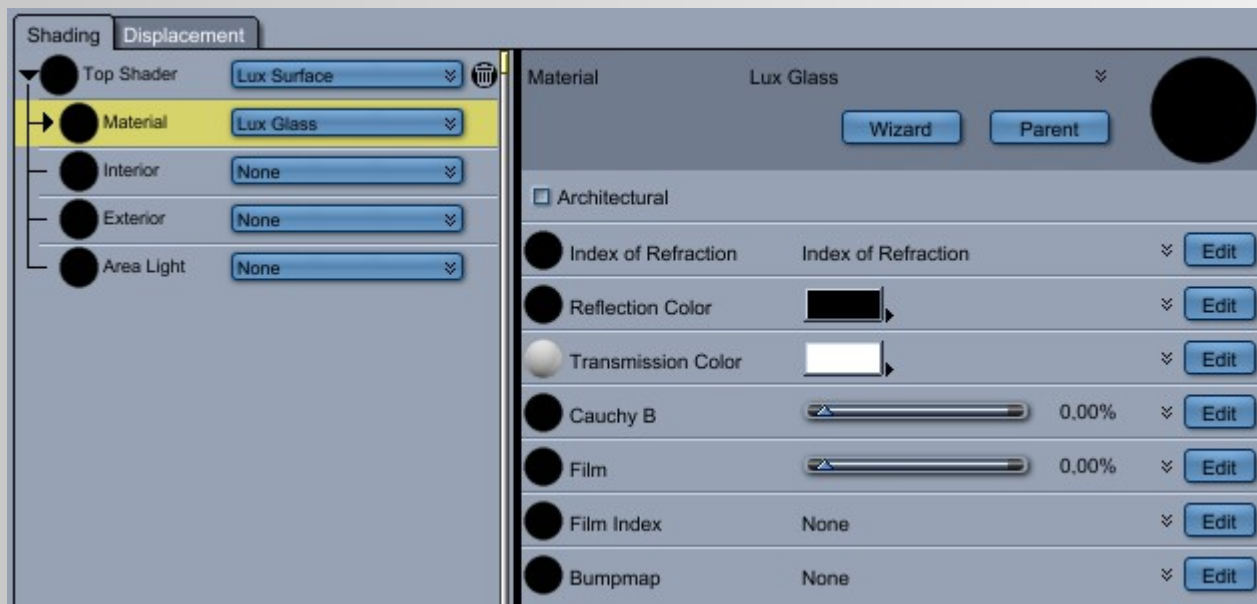 Shading Displacement
Top Shader Lux Surface
Material Lux Glass
Interior None
Exterior None
Area Light None
Material Lux Glass
Wizard Parent
Architectural
Index of Refraction Index of Refraction Edit
Reflection Color Edit
Transmission Color Edit
Cauchy B 0,00% Edit
Film 0,00% Edit
Film Index None Edit
Bumpmap None Edit